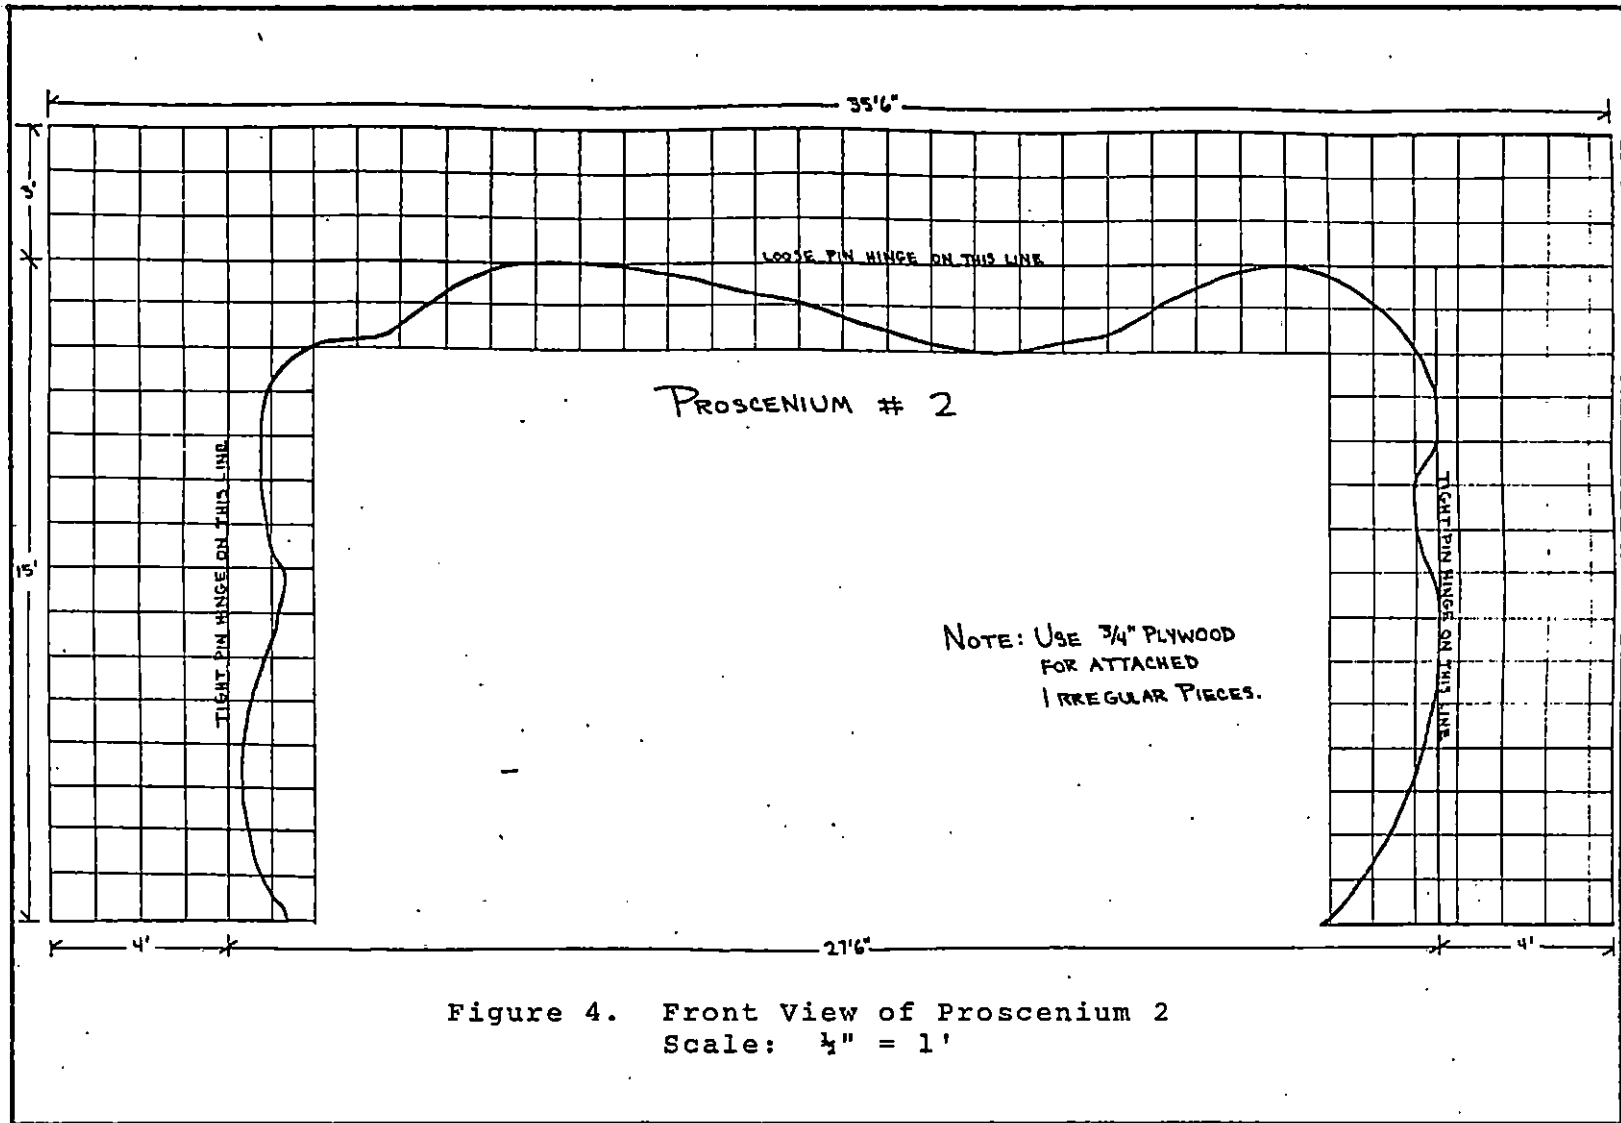 35'6"
3'
LOOSE PIN HINGE ON THIS LINE
PROSCENIUM # 2
TIGHT PIN HINGE ON THIS LINE
15'
TIGHT PIN HINGE ON THIS LINE
NOTE: USE 3/4" PLYWOOD
FOR ATTACHED
IRREGULAR PIECES.
4'
27'6"
4'
Figure 4. Front View of Proscenium 2
Scale: ½" = 1'